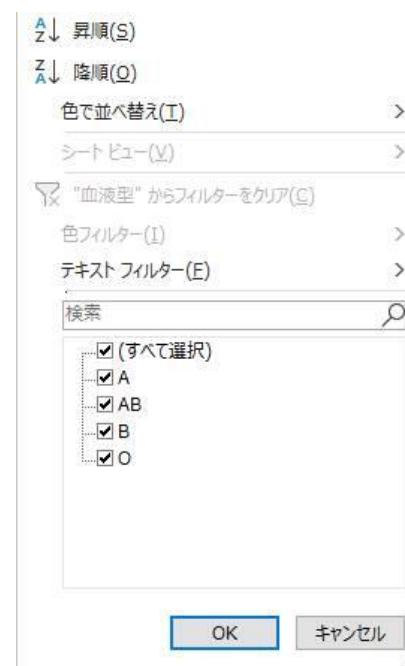 昇順(S)
降順(O)
色で並べ替え(T)
シート ビュー(V)
"血液型" からフィルターをクリア(C)
色フィルター(I)
テキスト フィルター(F)
検索
(すべて選択)
A
AB
B
O
OK キャンセル